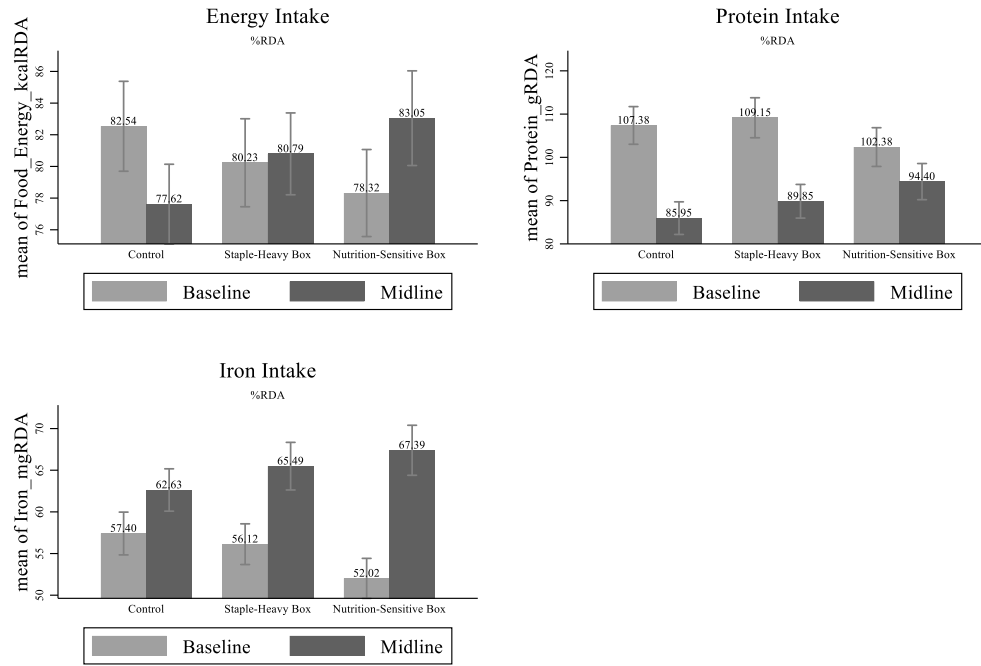 Energy Intake
%RDA
mean of Food_Energy_kcalRDA
86
84
82
80
78
76
82.54
77.62
80.23
80.79
78.32
83.05
Control
Staple-Heavy Box
Nutrition-Sensitive Box
Baseline
Midline
Protein Intake
%RDA
mean of Protein_gRDA
120
110
100
90
80
107.38
85.95
109.15
89.85
102.38
94.40
Control
Staple-Heavy Box
Nutrition-Sensitive Box
Baseline
Midline
Iron Intake
%RDA
mean of Iron_mgRDA
70
65
60
55
50
57.40
62.63
56.12
65.49
52.02
67.39
Control
Staple-Heavy Box
Nutrition-Sensitive Box
Baseline
Midline